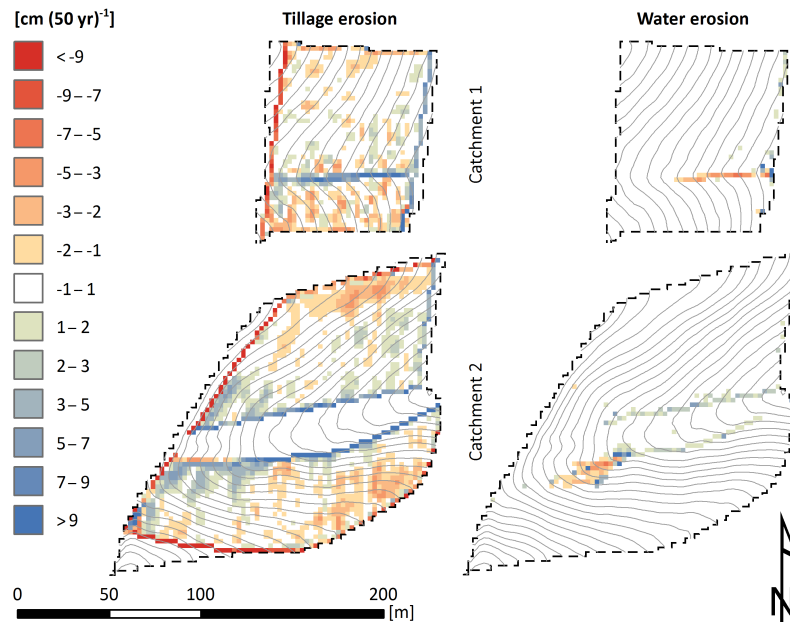 [cm (50 yr)-1] Tillage erosion Water erosion
< -9
-9 – -7
-7 – -5
-5 – -3
-3 – -2
-2 – -1
-1 – 1
1 – 2
2 – 3
3 – 5
5 – 7
7 – 9
> 9
Catchment 1
Catchment 2
0 50 100 200 [m]
N